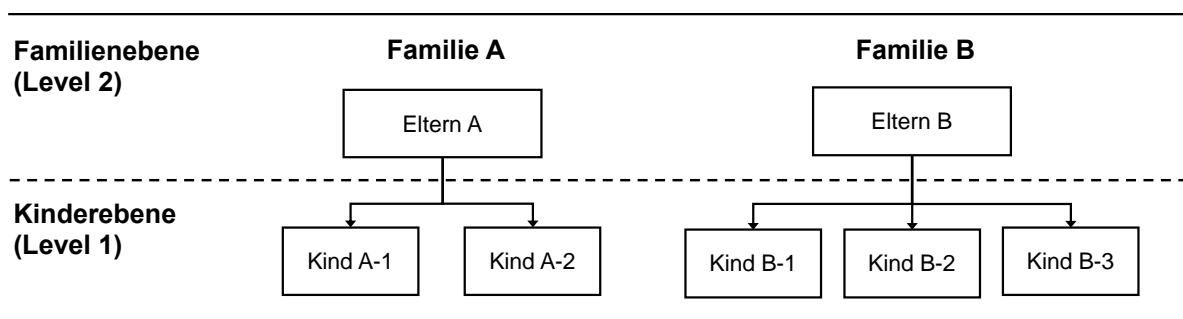 Familienebene
(Level 2)
Familie A
Familie B
Eltern A
Eltern B
Kinderebene
(Level 1)
Kind A-1
Kind A-2
Kind B-1
Kind B-2
Kind B-3